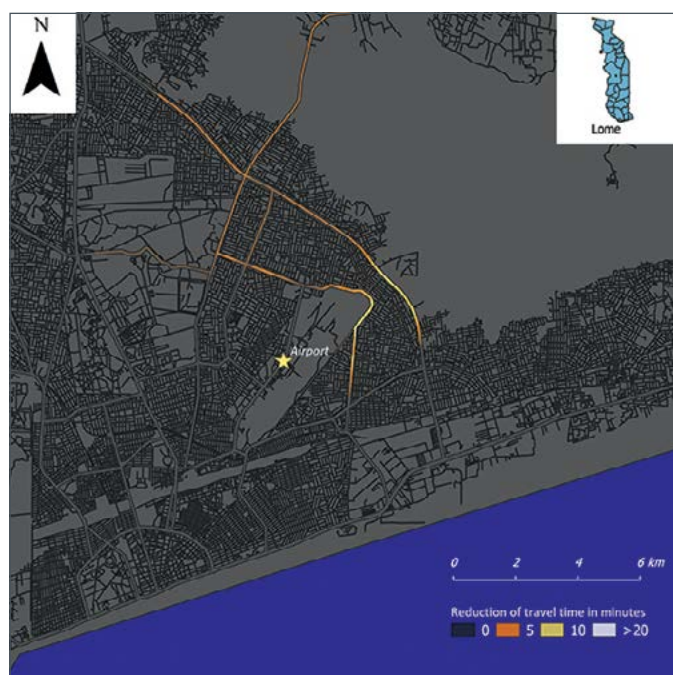 N
Lome
Airport
0 2 4 6 km
Reduction of travel time in minutes
0 5 10 >20